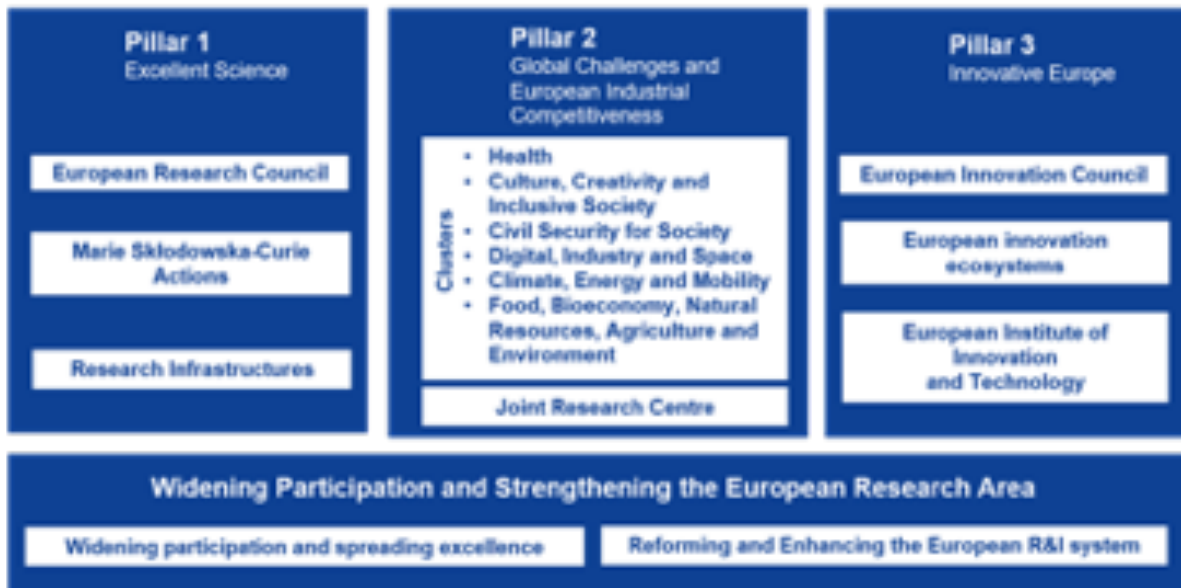 Pillar 1
Excellent Science
European Research Council
Marie Skłodowska-Curie
Actions
Research Infrastructures
Pillar 2
Global Challenges and
European Industrial
Competitiveness
Clusters
• Health
• Culture, Creativity and
Inclusive Society
• Civil Security for Society
• Digital, Industry and Space
• Climate, Energy and Mobility
• Food, Bioeconomy, Natural
Resources, Agriculture and
Environment
Joint Research Centre
Pillar 3
Innovative Europe
European Innovation Council
European innovation
ecosystems
European Institute of
Innovation
and Technology
Widening Participation and Strengthening the European Research Area
Widening participation and spreading excellence
Reforming and Enhancing the European R&I system